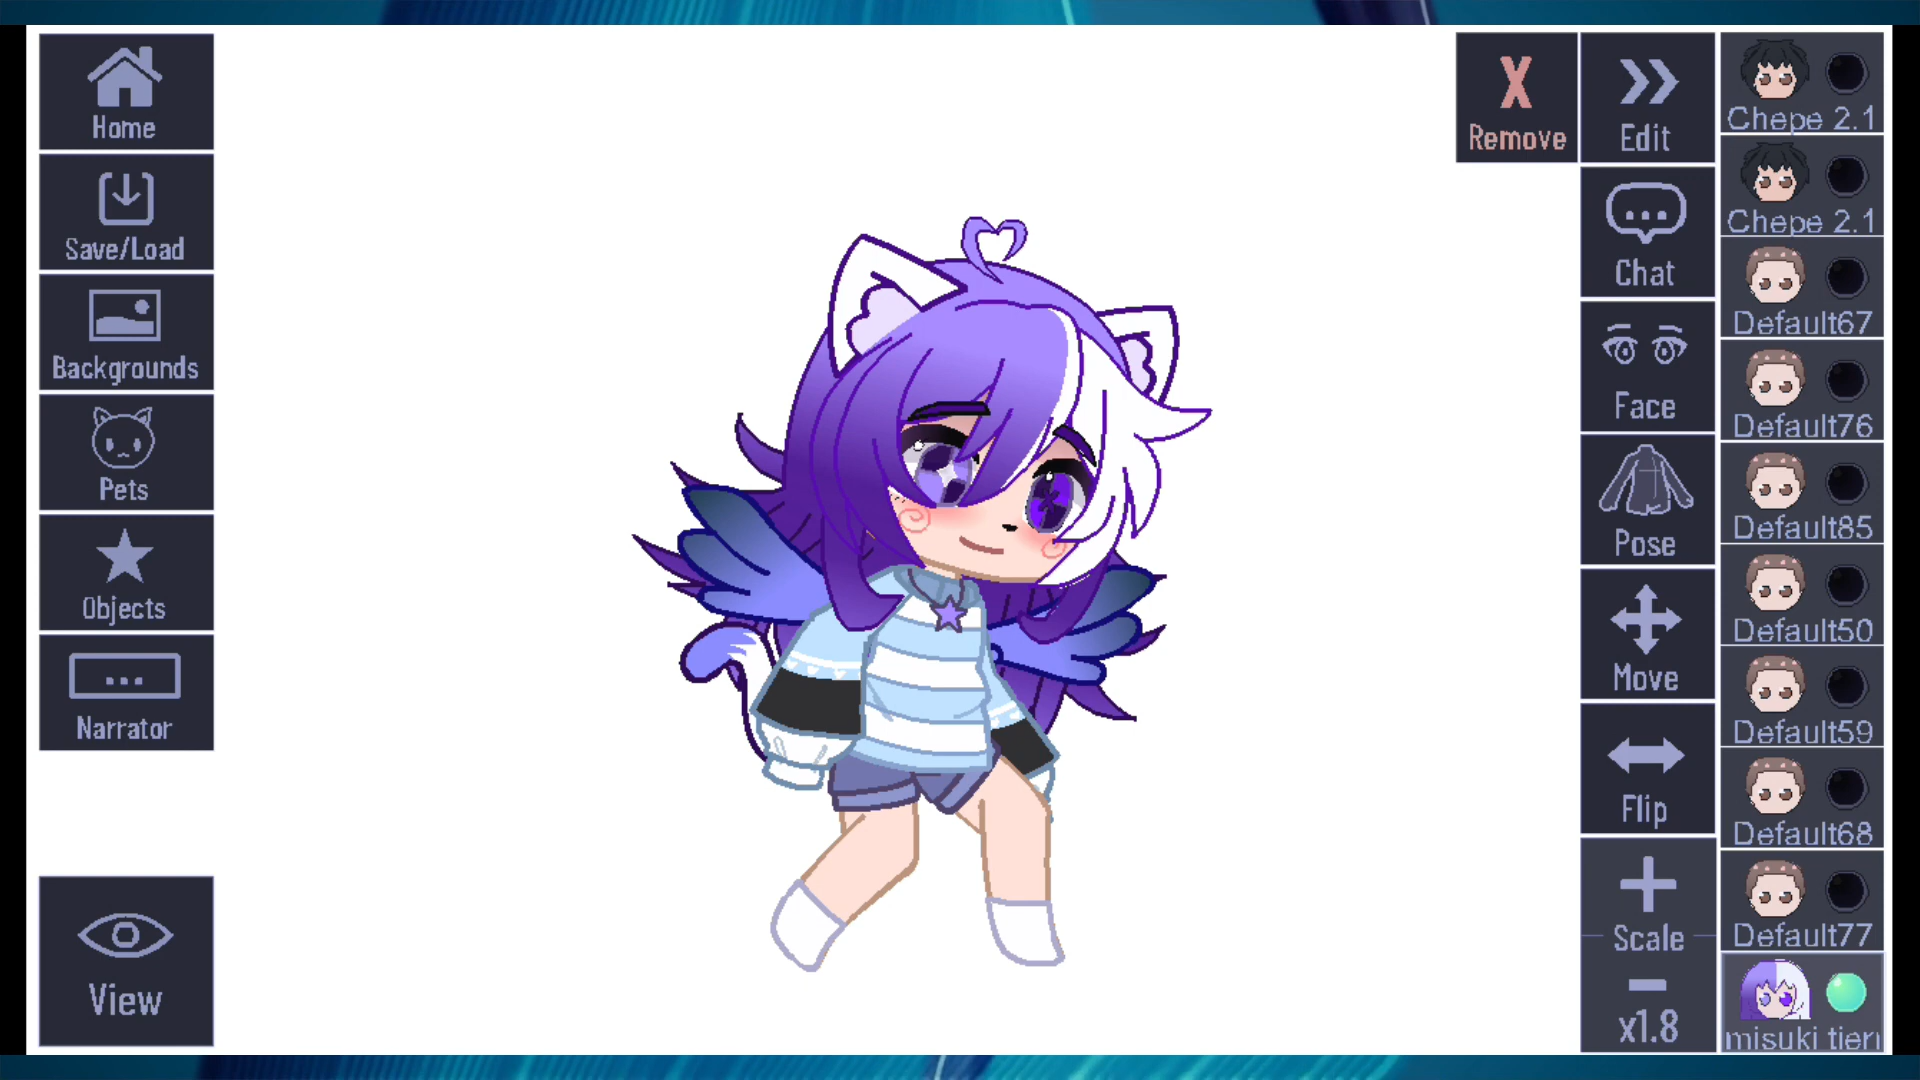 Home
Save/Load
Backgrounds
Pets
Objects
...
Narrator
View
X
Remove
Edit
...
Chat
Face
Pose
Move
Flip
+
Scale
-
x1.8
Chepe 2.1
Chepe 2.1
Default67
Default76
Default85
Default50
Default59
Default68
Default77
misuki tieri